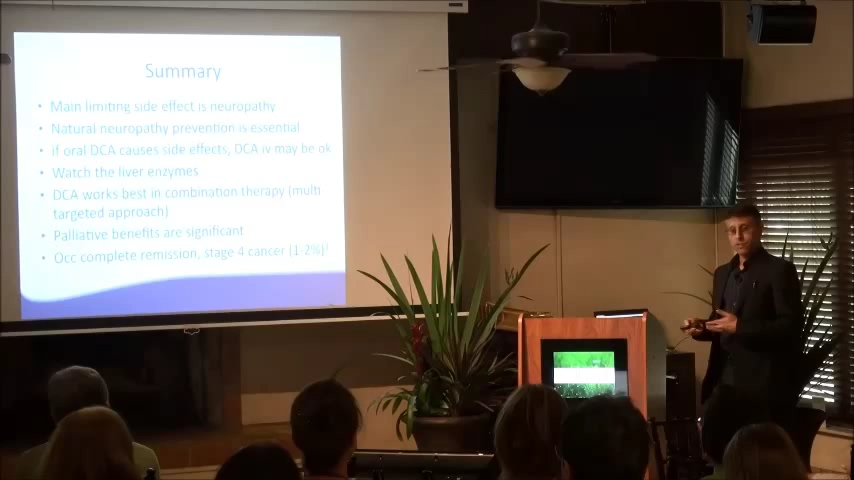 Summary
• Main limiting side effect is neuropathy
• Natural neuropathy prevention is essential
• if oral DCA causes side effects, DCA iv may be ok
• Watch the liver enzymes
• DCA works best in combination therapy (multi
targeted approach)
• Palliative benefits are significant
• Occ complete remission, stage 4 cancer (1-2%)¹